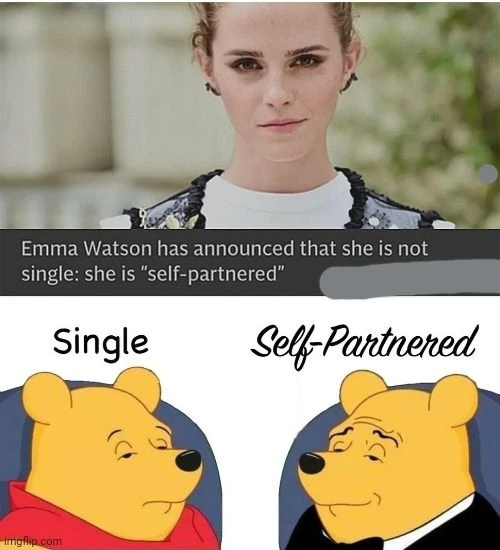 Emma Watson has announced that she is not
single: she is "self-partnered"
Single
Self-Partnered
imgflip.com